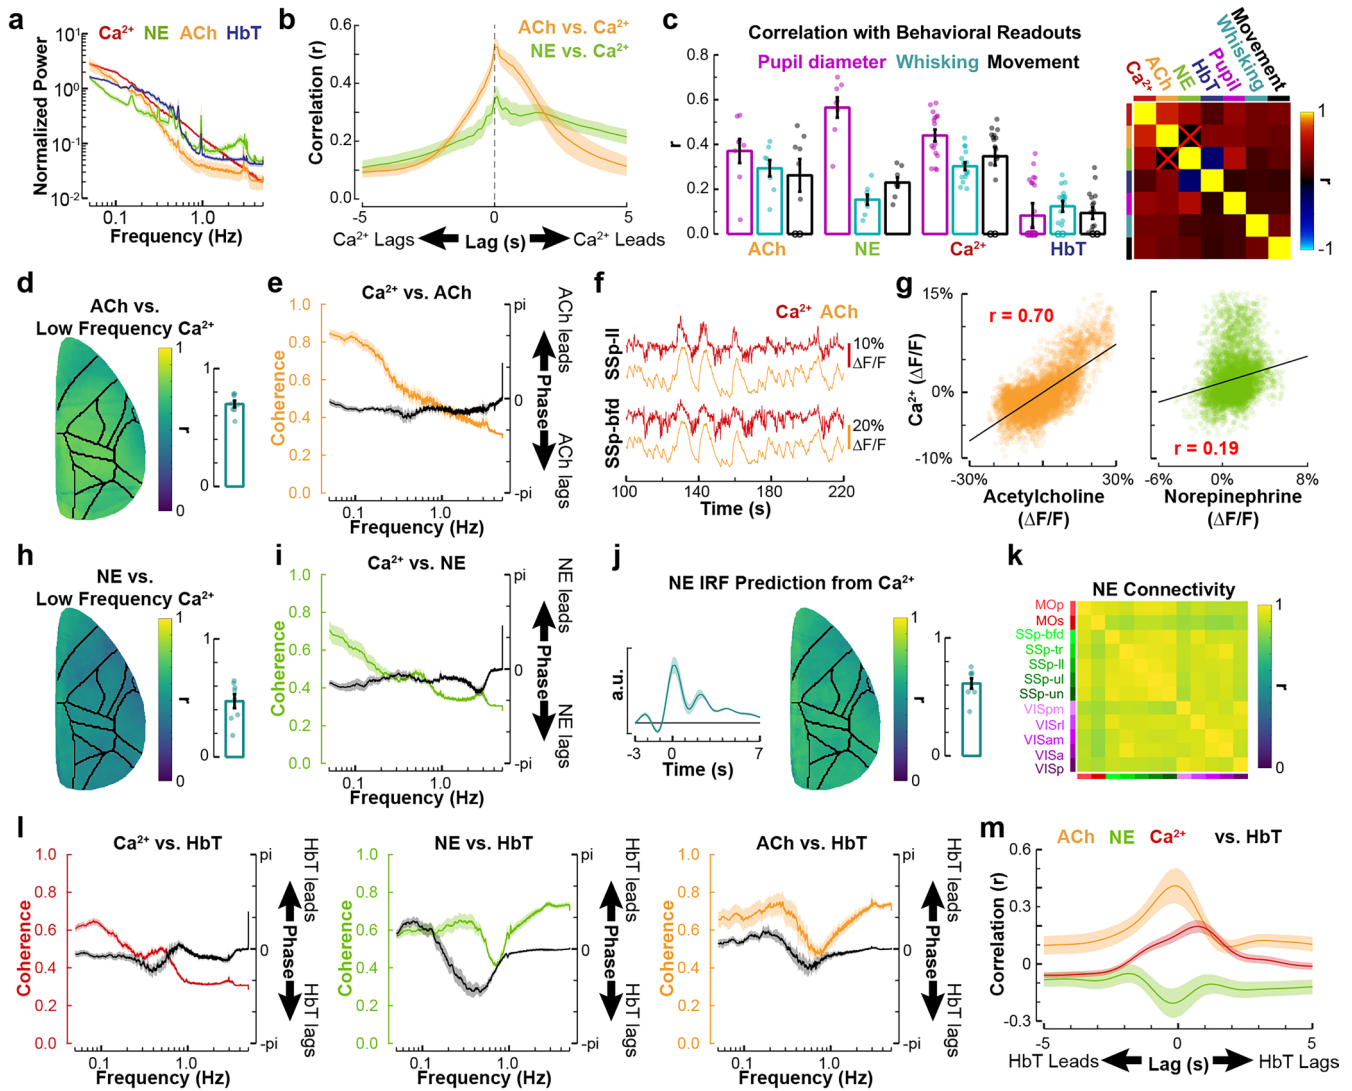 a
Ca²⁺ NE ACh HbT
10¹
10⁰
10⁻¹
10⁻²
Normalized Power
0.1 1.0
Frequency (Hz)
b
ACh vs. Ca²⁺
NE vs. Ca²⁺
0.6
0.4
0.2
0.0
Correlation (r)
-5 0 5
Ca²⁺ Lags Lag (s) Ca²⁺ Leads
c
Correlation with Behavioral Readouts
Pupil diameter Whisking Movement
0.8
0.6
0.4
0.2
0.0
r
ACh NE Ca²⁺ HbT
Ca²⁺ ACh NE HbT Pupil Whisking Movement
1
r
-1
d
ACh vs.
Low Frequency Ca²⁺
1
r
0
1
0
e
Ca²⁺ vs. ACh
1.0
0.8
0.6
0.4
0.2
0.0
Coherence
pi
0
-pi
Phase
ACh leads
ACh lags
0.1 1.0
Frequency (Hz)
f
Ca²⁺ ACh
SSp-ll
SSp-bfd
10%
ΔF/F
20%
ΔF/F
100 140 180 220
Time (s)
g
15%
0%
-10%
Ca²⁺ (ΔF/F)
r = 0.70
-30% 30%
Acetylcholine
(ΔF/F)
r = 0.19
-6% 0% 8%
Norepinephrine
(ΔF/F)
h
NE vs.
Low Frequency Ca²⁺
1
r
0
1
0
i
Ca²⁺ vs. NE
1.0
0.8
0.6
0.4
0.2
0.0
Coherence
pi
0
-pi
Phase
NE leads
NE lags
0.1 1.0
Frequency (Hz)
j
NE IRF Prediction from Ca²⁺
a.u.
-3 0 7
Time (s)
1
r
0
1
0
k
NE Connectivity
MOp
MOs
SSp-bfd
SSp-tr
SSp-ll
SSp-ul
SSp-un
VISpm
VISrl
VISam
VISa
VISp
1
r
0
l
Ca²⁺ vs. HbT
1.0
0.8
0.6
0.4
0.2
0.0
Coherence
pi
0
-pi
Phase
HbT leads
HbT lags
0.1 1.0
Frequency (Hz)
NE vs. HbT
1.0
0.8
0.6
0.4
0.2
0.0
Coherence
pi
0
-pi
Phase
HbT leads
HbT lags
0.1 1.0
Frequency (Hz)
ACh vs. HbT
1.0
0.8
0.6
0.4
0.2
0.0
Coherence
pi
0
-pi
Phase
HbT leads
HbT lags
0.1 1.0
Frequency (Hz)
m
ACh NE Ca²⁺ vs. HbT
0.6
0.3
0
-0.3
Correlation (r)
-5 0 5
HbT Leads Lag (s) HbT Lags